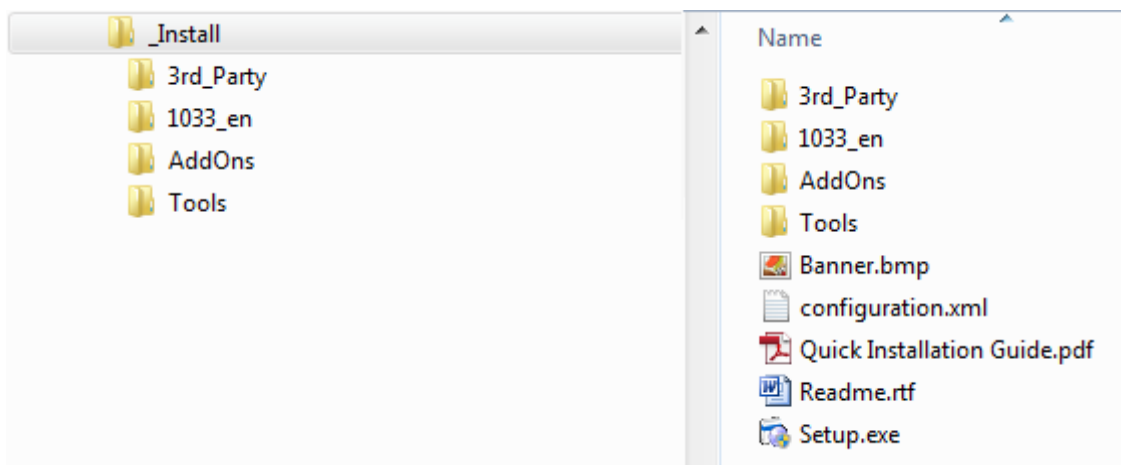 _Install
3rd_Party
1033_en
AddOns
Tools
Name
3rd_Party
1033_en
AddOns
Tools
Banner.bmp
configuration.xml
Quick Installation Guide.pdf
Readme.rtf
Setup.exe